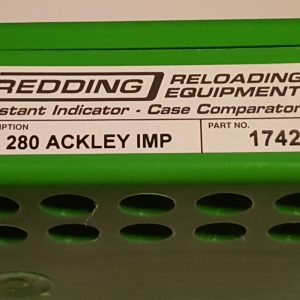 REDDING RELOADING
EQUIPMENT
stant Indicator - Case Comparator
IPTION PART NO.
280 ACKLEY IMP 1742